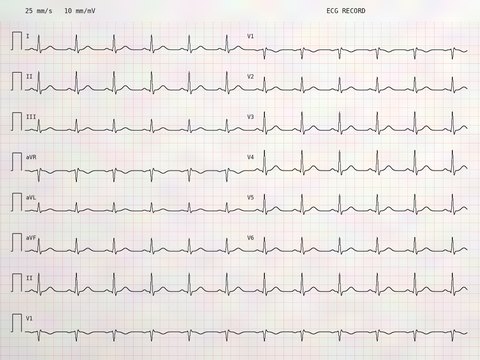 25 mm/s 10 mm/mV ECG RECORD
I V1
II V2
III V3
aVR V4
aVL V5
aVF V6
II
V1